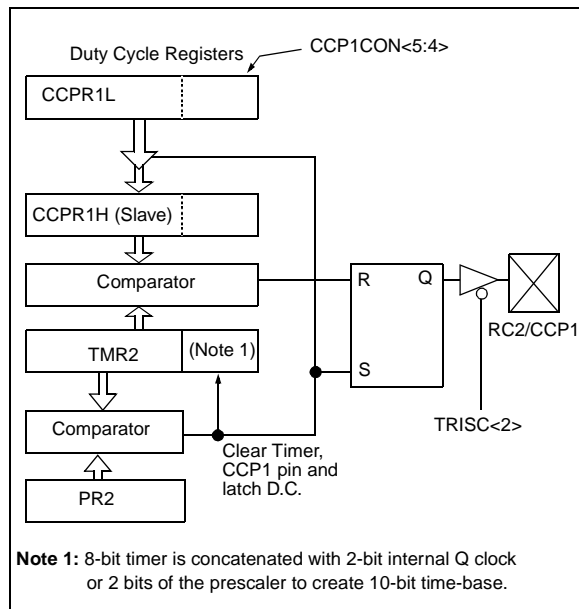 Duty Cycle Registers
CCP1CON<5:4>
CCPR1L
CCPR1H (Slave)
Comparator
R
Q
RC2/CCP1
TMR2
(Note 1)
S
TRISC<2>
Comparator
Clear Timer,
CCP1 pin and
latch D.C.
PR2
Note 1: 8-bit timer is concatenated with 2-bit internal Q clock
or 2 bits of the prescaler to create 10-bit time-base.